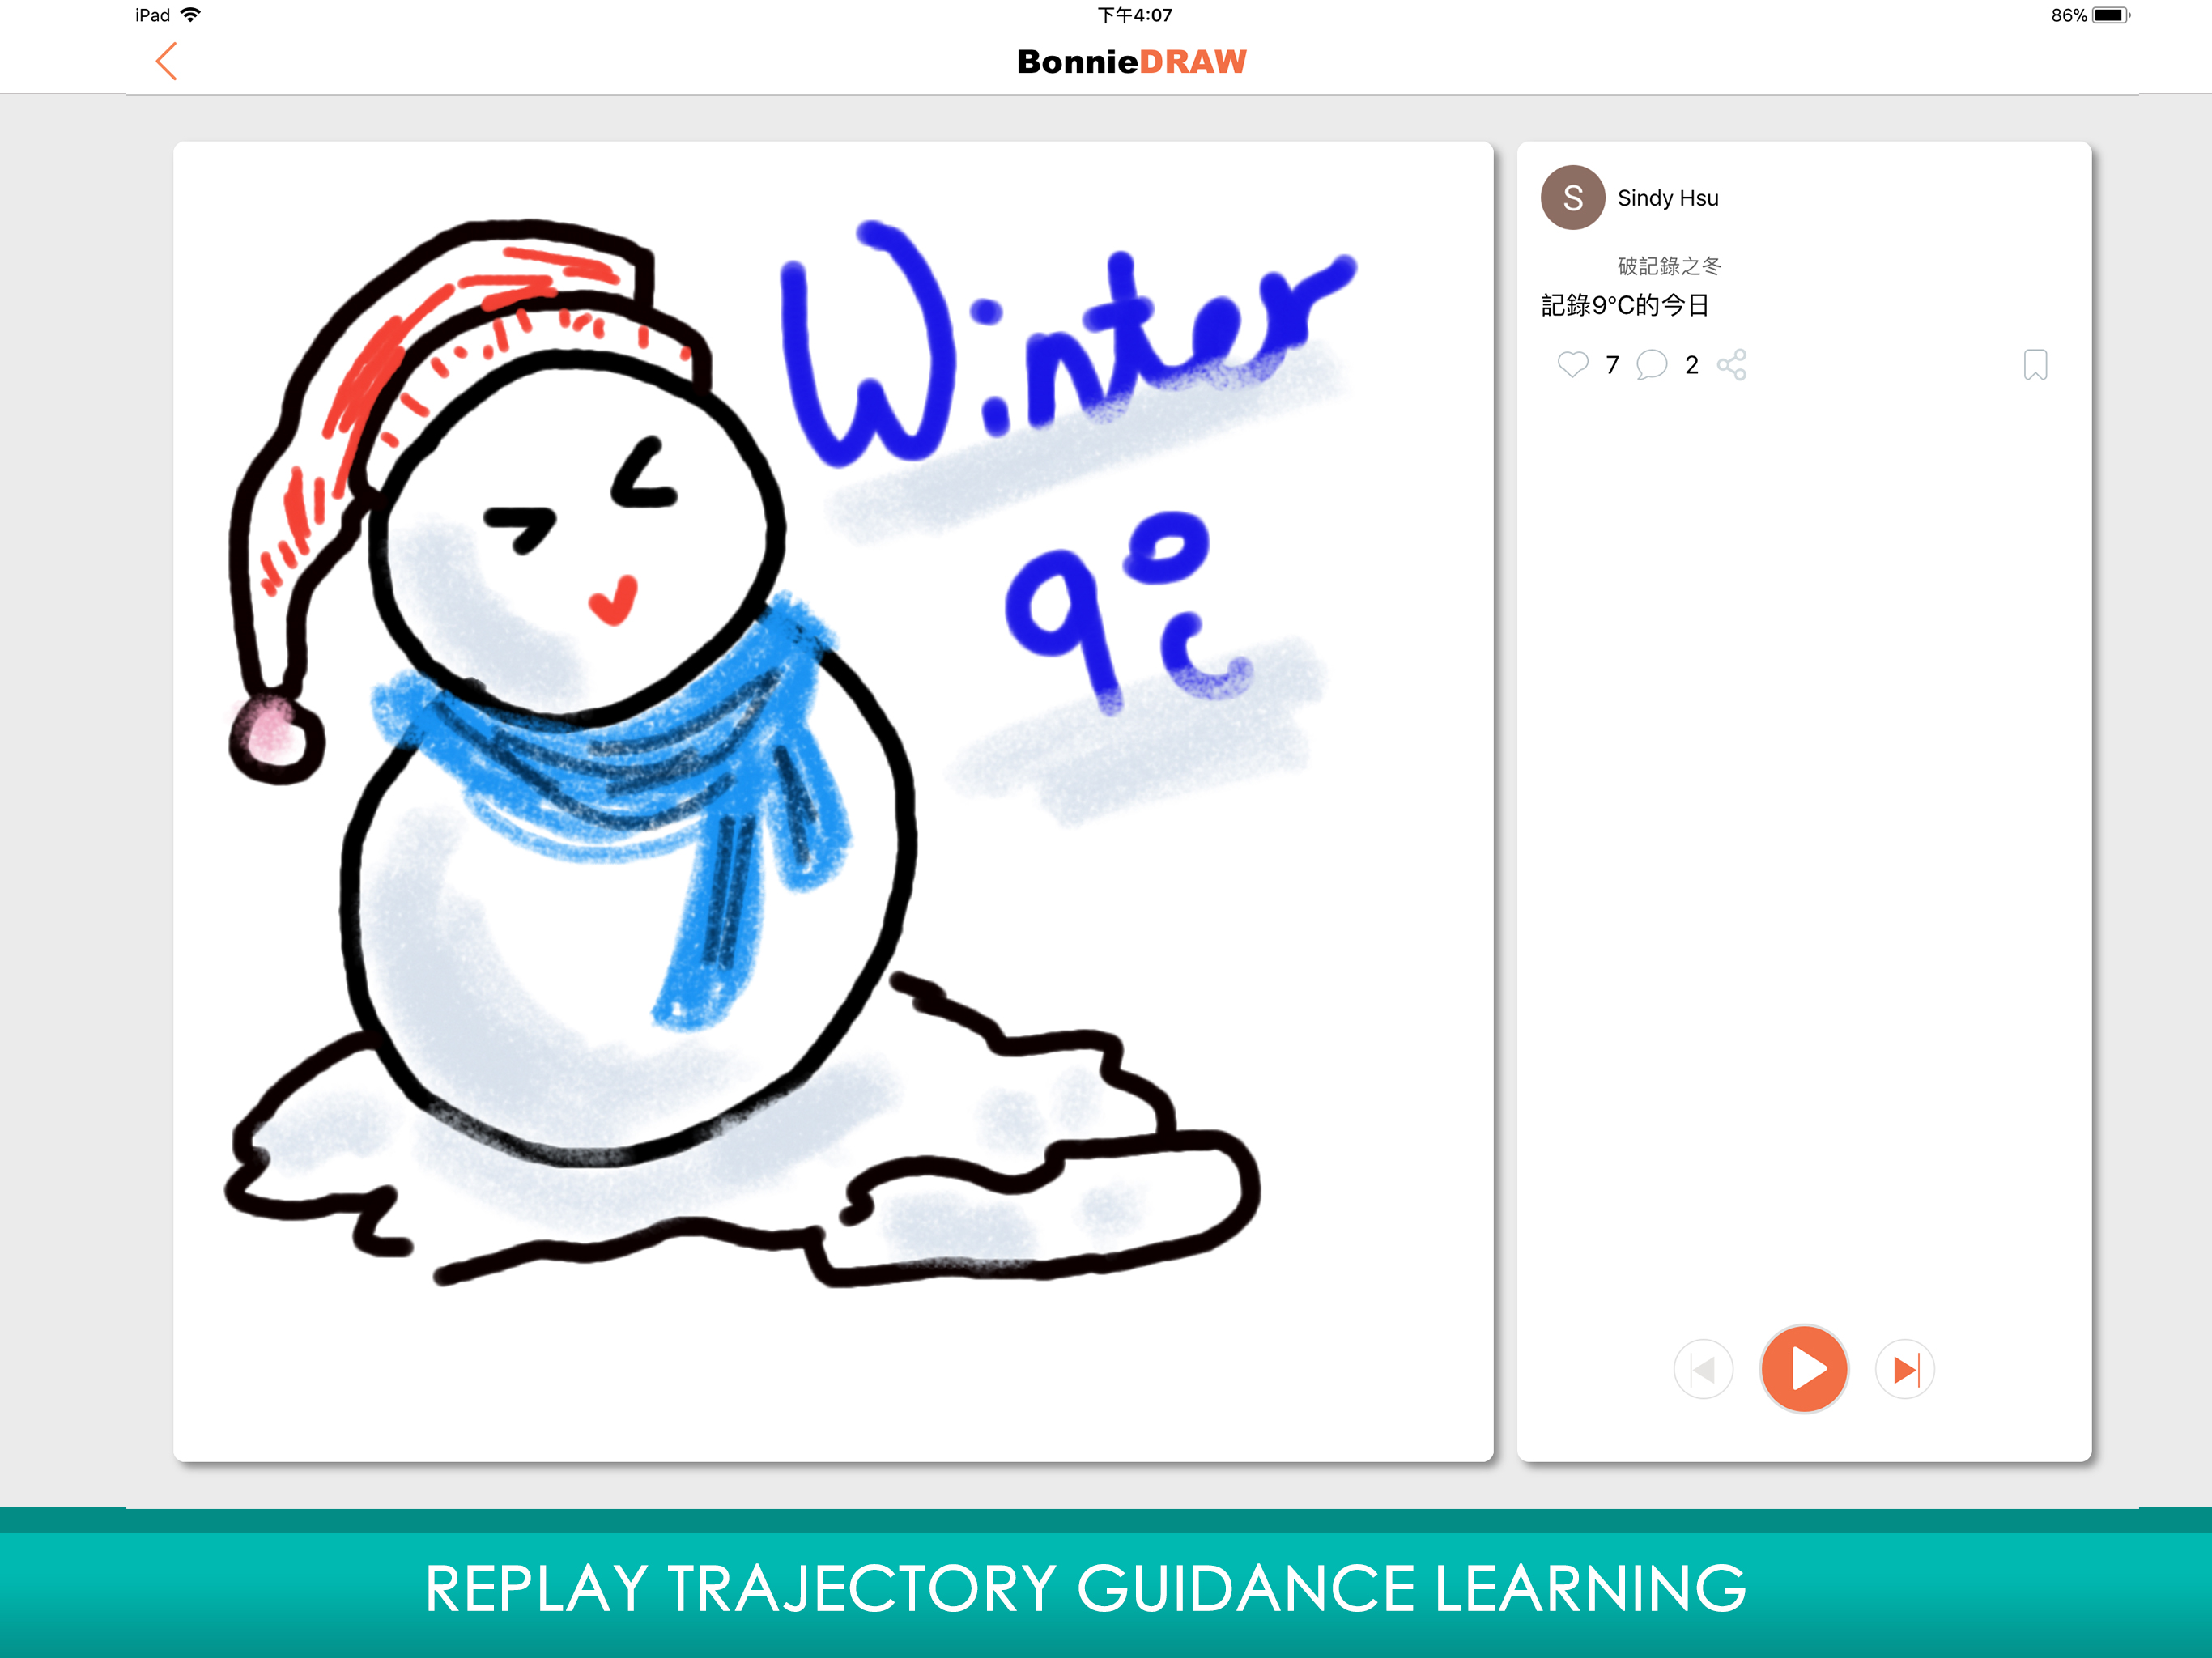 iPad
下午4:07
86%
BonnieDRAW
Winter
9°c
S
Sindy Hsu
破記錄之冬
記錄9°C的今日
7
2
REPLAY TRAJECTORY GUIDANCE LEARNING